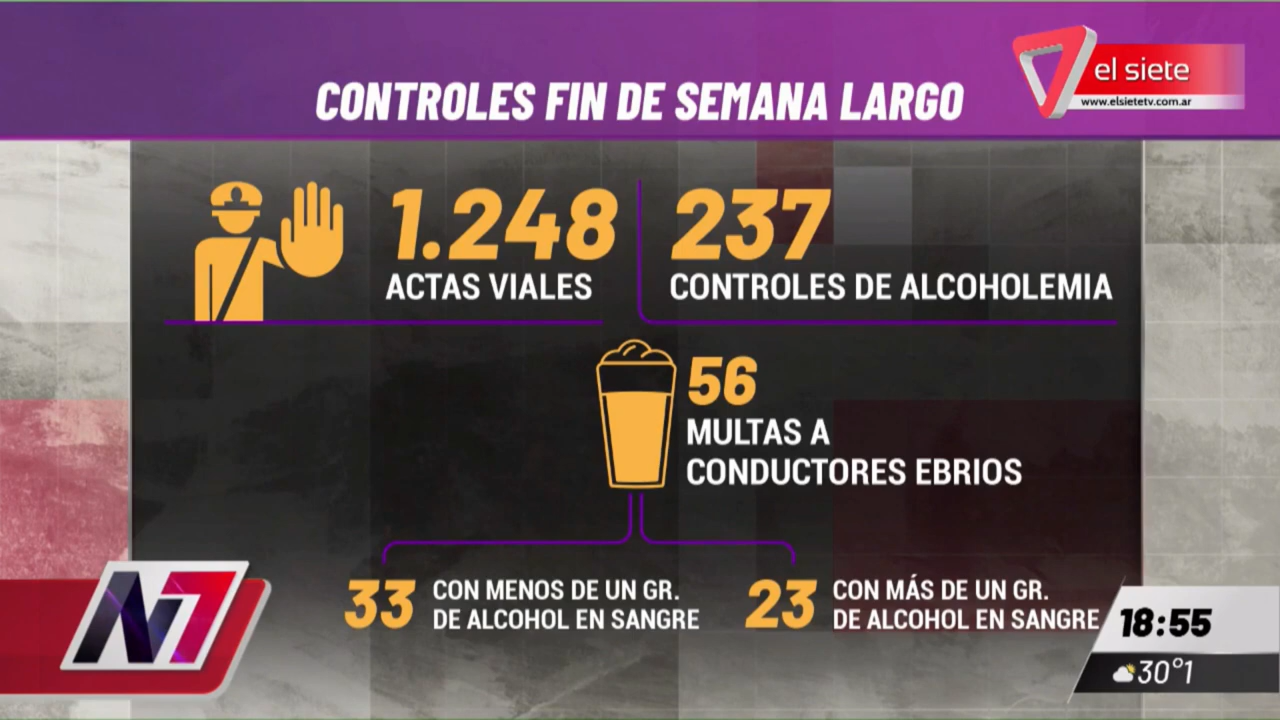 CONTROLES FIN DE SEMANA LARGO
el siete
www.elsietetv.com.ar
1.248
ACTAS VIALES
237
CONTROLES DE ALCOHOLEMIA
56
MULTAS A
CONDUCTORES EBRIOS
33
CON MENOS DE UN GR.
DE ALCOHOL EN SANGRE
23
CON MÁS DE UN GR.
DE ALCOHOL EN SANGRE
N7
18:55
30°1